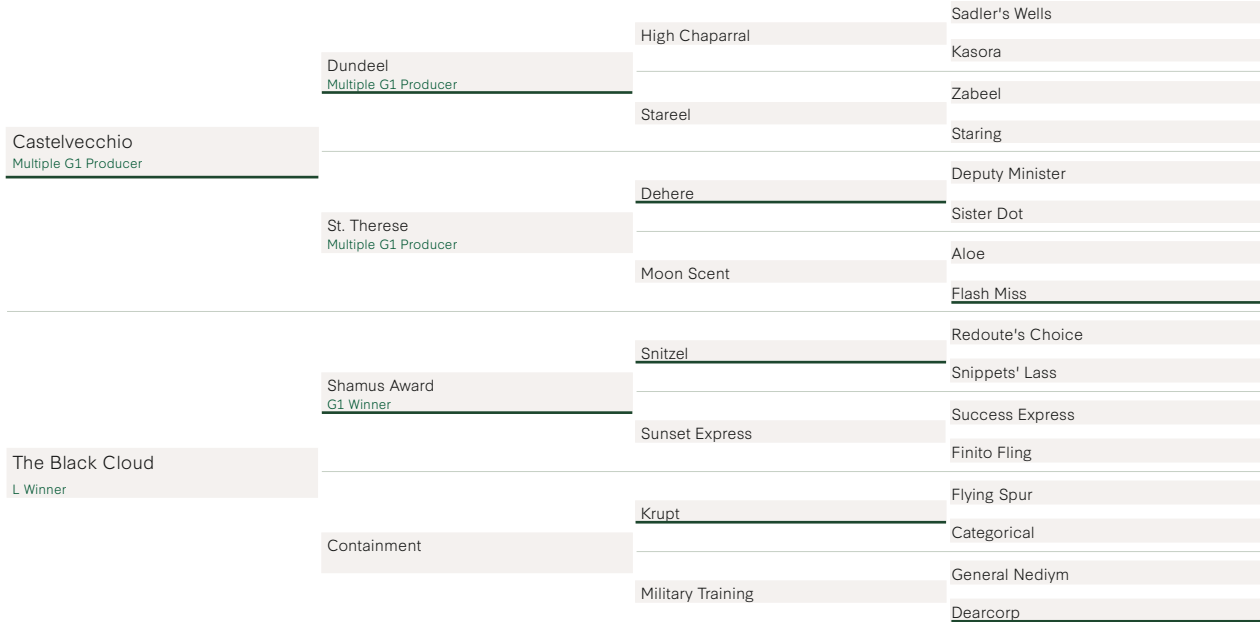 Sadler's Wells
High Chaparral
Kasora
Dundeel
Multiple G1 Producer
Zabeel
Stareel
Staring
Castelvecchio
Multiple G1 Producer
Deputy Minister
Dehere
Sister Dot
St. Therese
Multiple G1 Producer
Aloe
Moon Scent
Flash Miss
Redoute's Choice
Snitzel
Snippets' Lass
Shamus Award
G1 Winner
Success Express
Sunset Express
Finito Fling
The Black Cloud
L Winner
Flying Spur
Krupt
Categorical
Containment
General Nediym
Military Training
Dearcorp